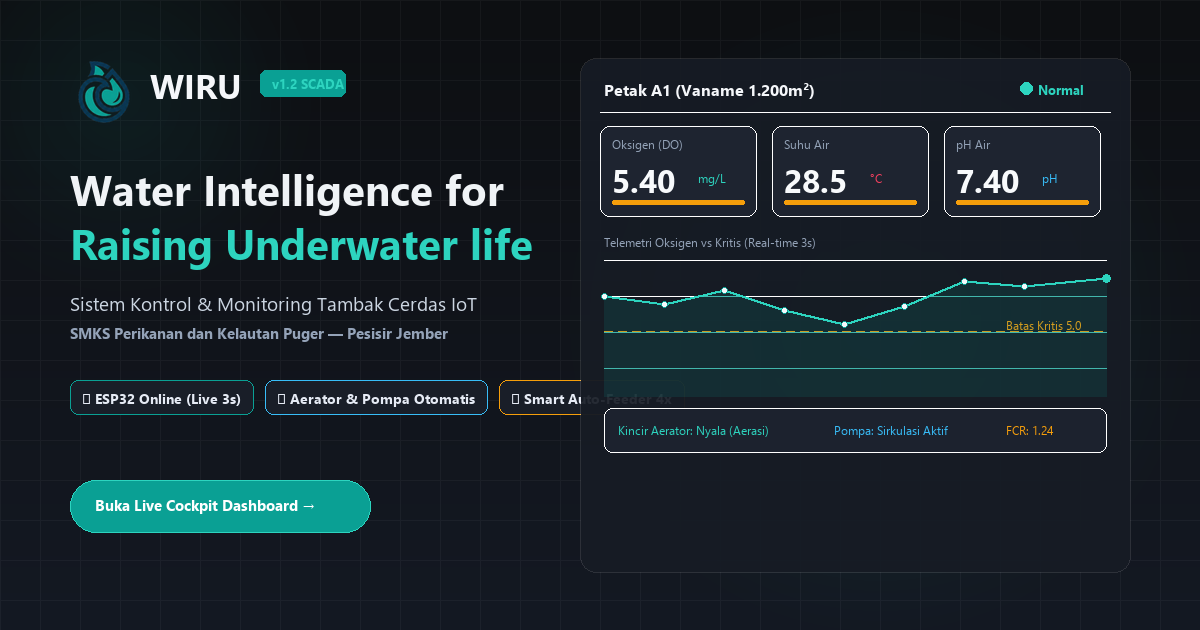 WIRU
v1.2 SCADA
Water Intelligence for
Raising Underwater life
Sistem Kontrol & Monitoring Tambak Cerdas IoT
SMKS Perikanan dan Kelautan Puger — Pesisir Jember
ESP32 Online (Live 3s)
Aerator & Pompa Otomatis
Smart Auto-Feeder 4x
Buka Live Cockpit Dashboard →
Petak A1 (Vaname 1.200m²)
Normal
Oksigen (DO)
5.40 mg/L
Suhu Air
28.5 °C
pH Air
7.40 pH
Telemetri Oksigen vs Kritis (Real-time 3s)
Batas Kritis 5.0
Kincir Aerator: Nyala (Aerasi)
Pompa: Sirkulasi Aktif
FCR: 1.24